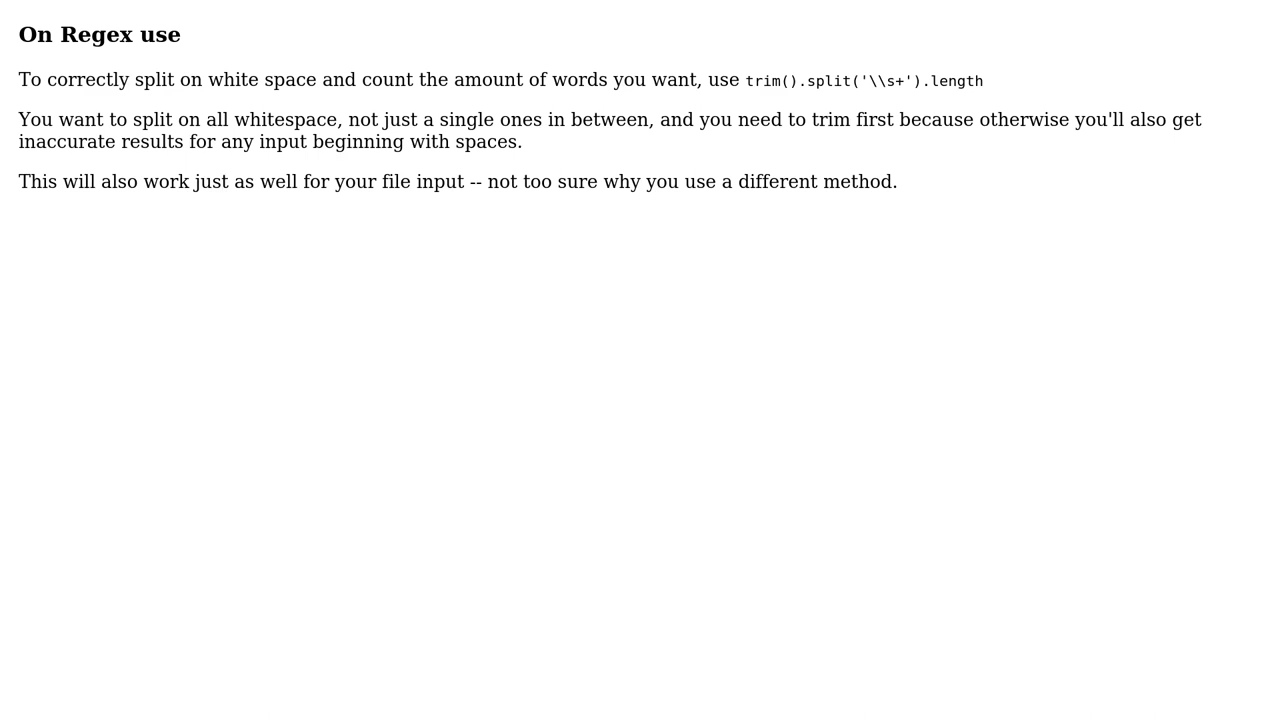 On Regex use
To correctly split on white space and count the amount of words you want, use trim().split('\\s+').length
You want to split on all whitespace, not just a single ones in between, and you need to trim first because otherwise you'll also get
inaccurate results for any input beginning with spaces.
This will also work just as well for your file input -- not too sure why you use a different method.